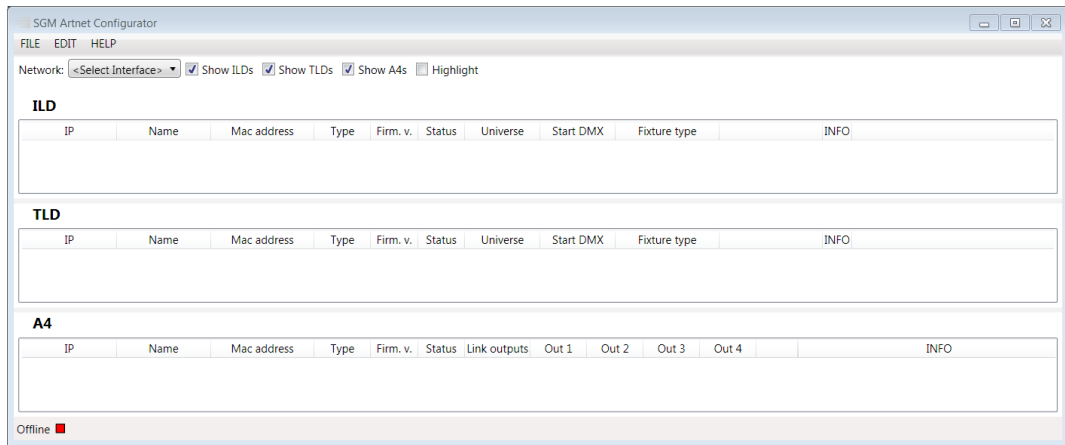 SGM Artnet Configurator
FILE EDIT HELP
Network: <Select Interface> Show ILDs Show TLDs Show A4s Highlight
ILD
IP Name Mac address Type Firm. v. Status Universe Start DMX Fixture type INFO
TLD
IP Name Mac address Type Firm. v. Status Universe Start DMX Fixture type INFO
A4
IP Name Mac address Type Firm. v. Status Link outputs Out 1 Out 2 Out 3 Out 4 INFO
Offline